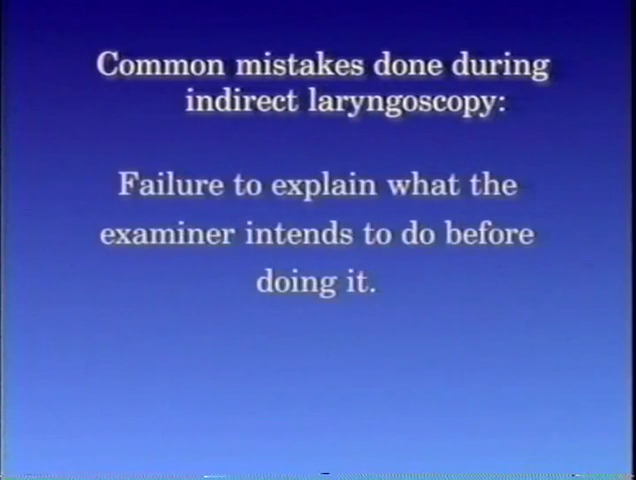 Common mistakes done during
indirect laryngoscopy:
Failure to explain what the
examiner intends to do before
doing it.